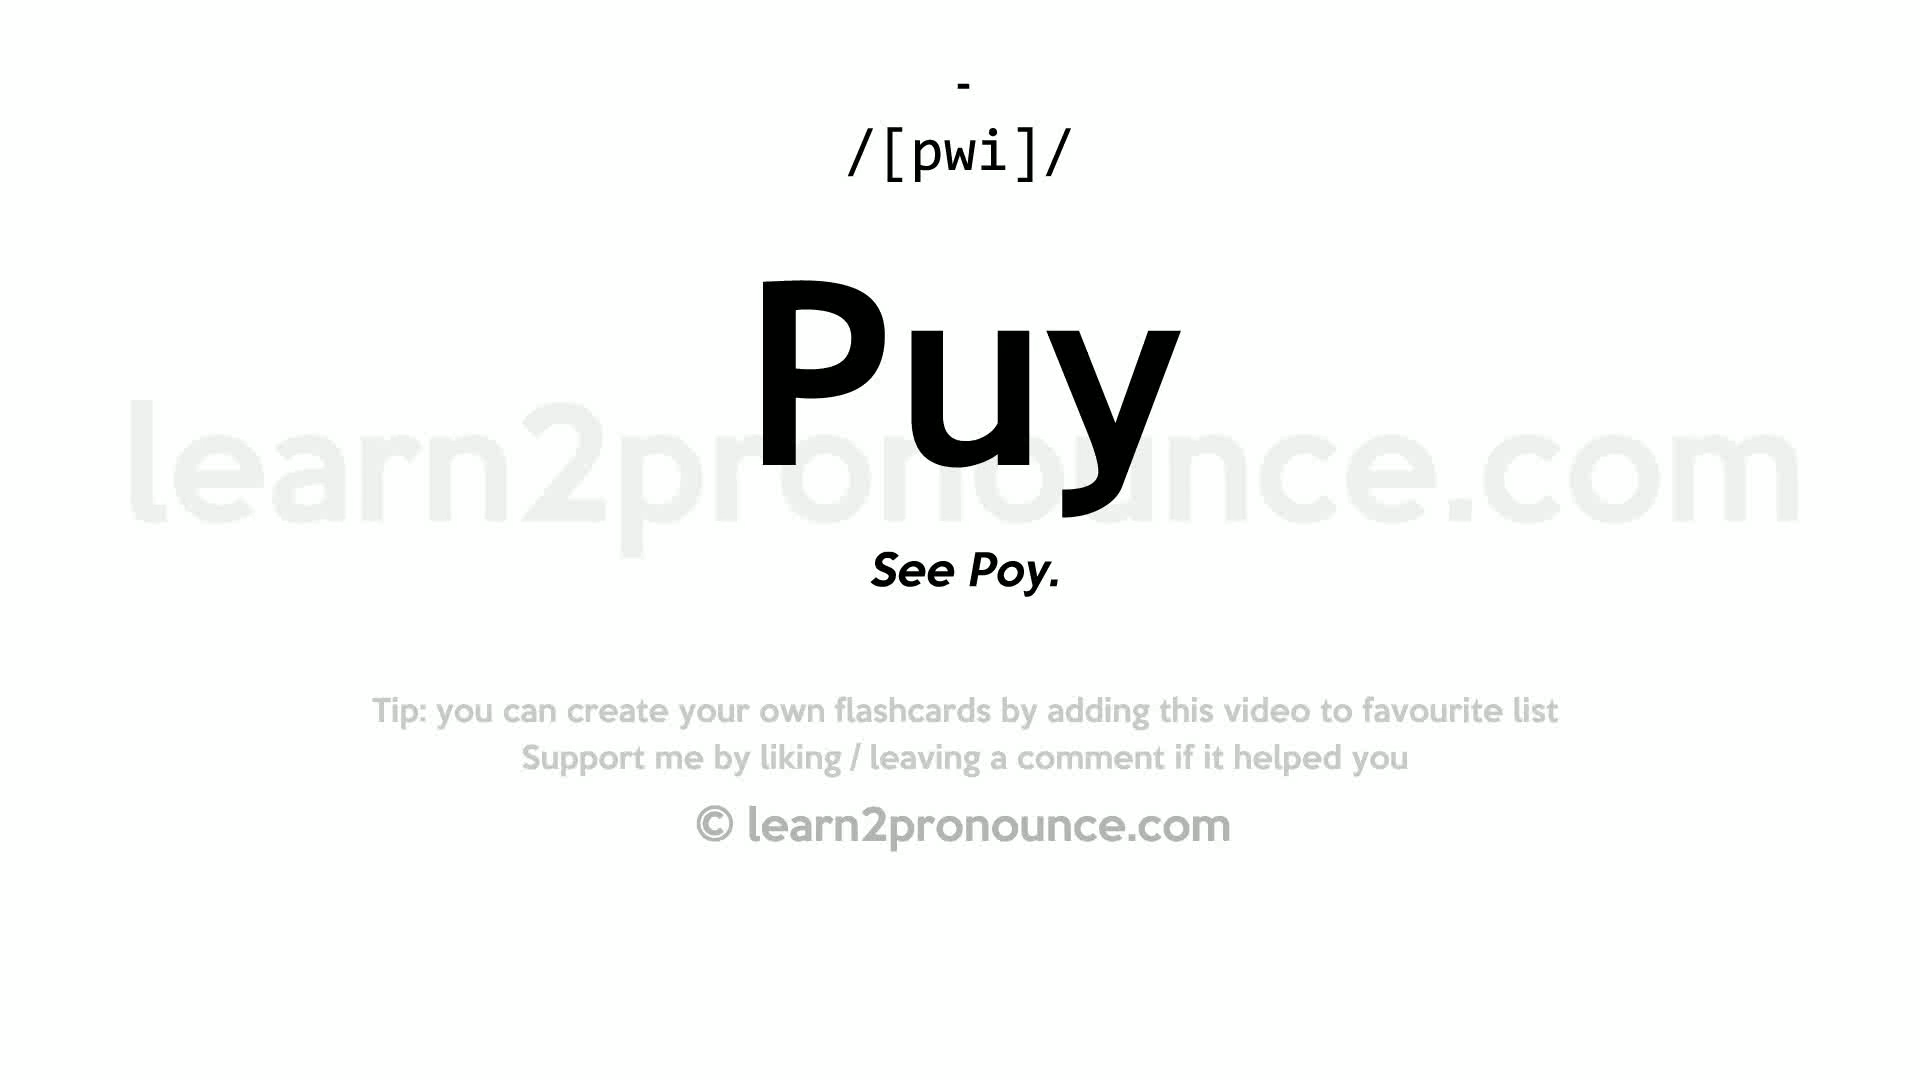 -
/[pwi]/
Puy
learn2pronounce.com
See Poy.
Tip: you can create your own flashcards by adding this video to favourite list
Support me by liking / leaving a comment if it helped you
© learn2pronounce.com